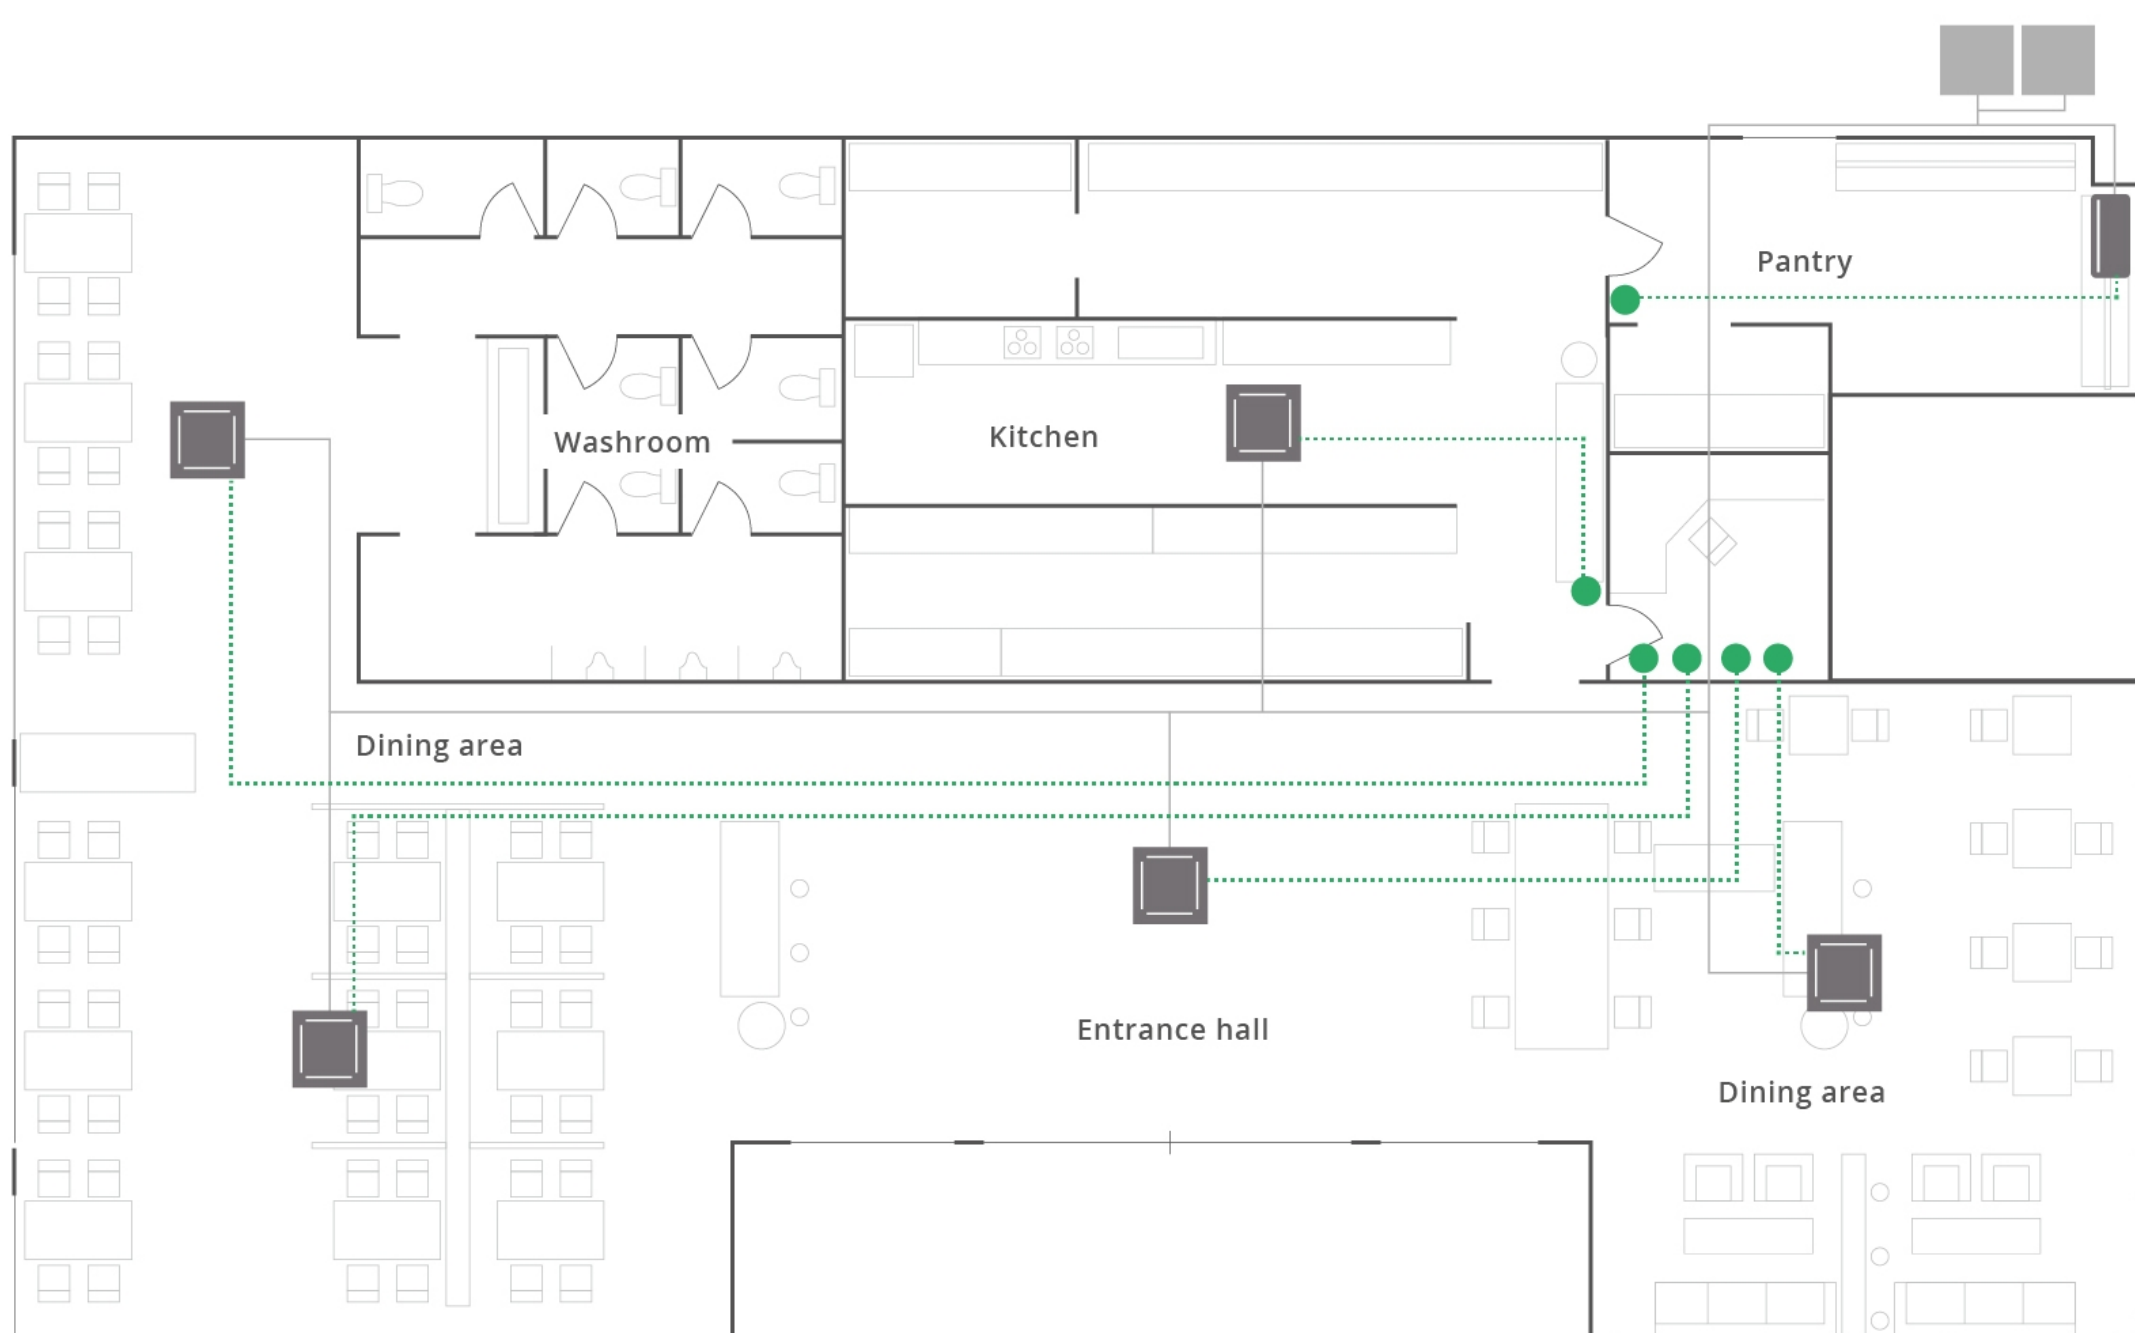 Pantry
Washroom
Kitchen
Dining area
Entrance hall
Dining area